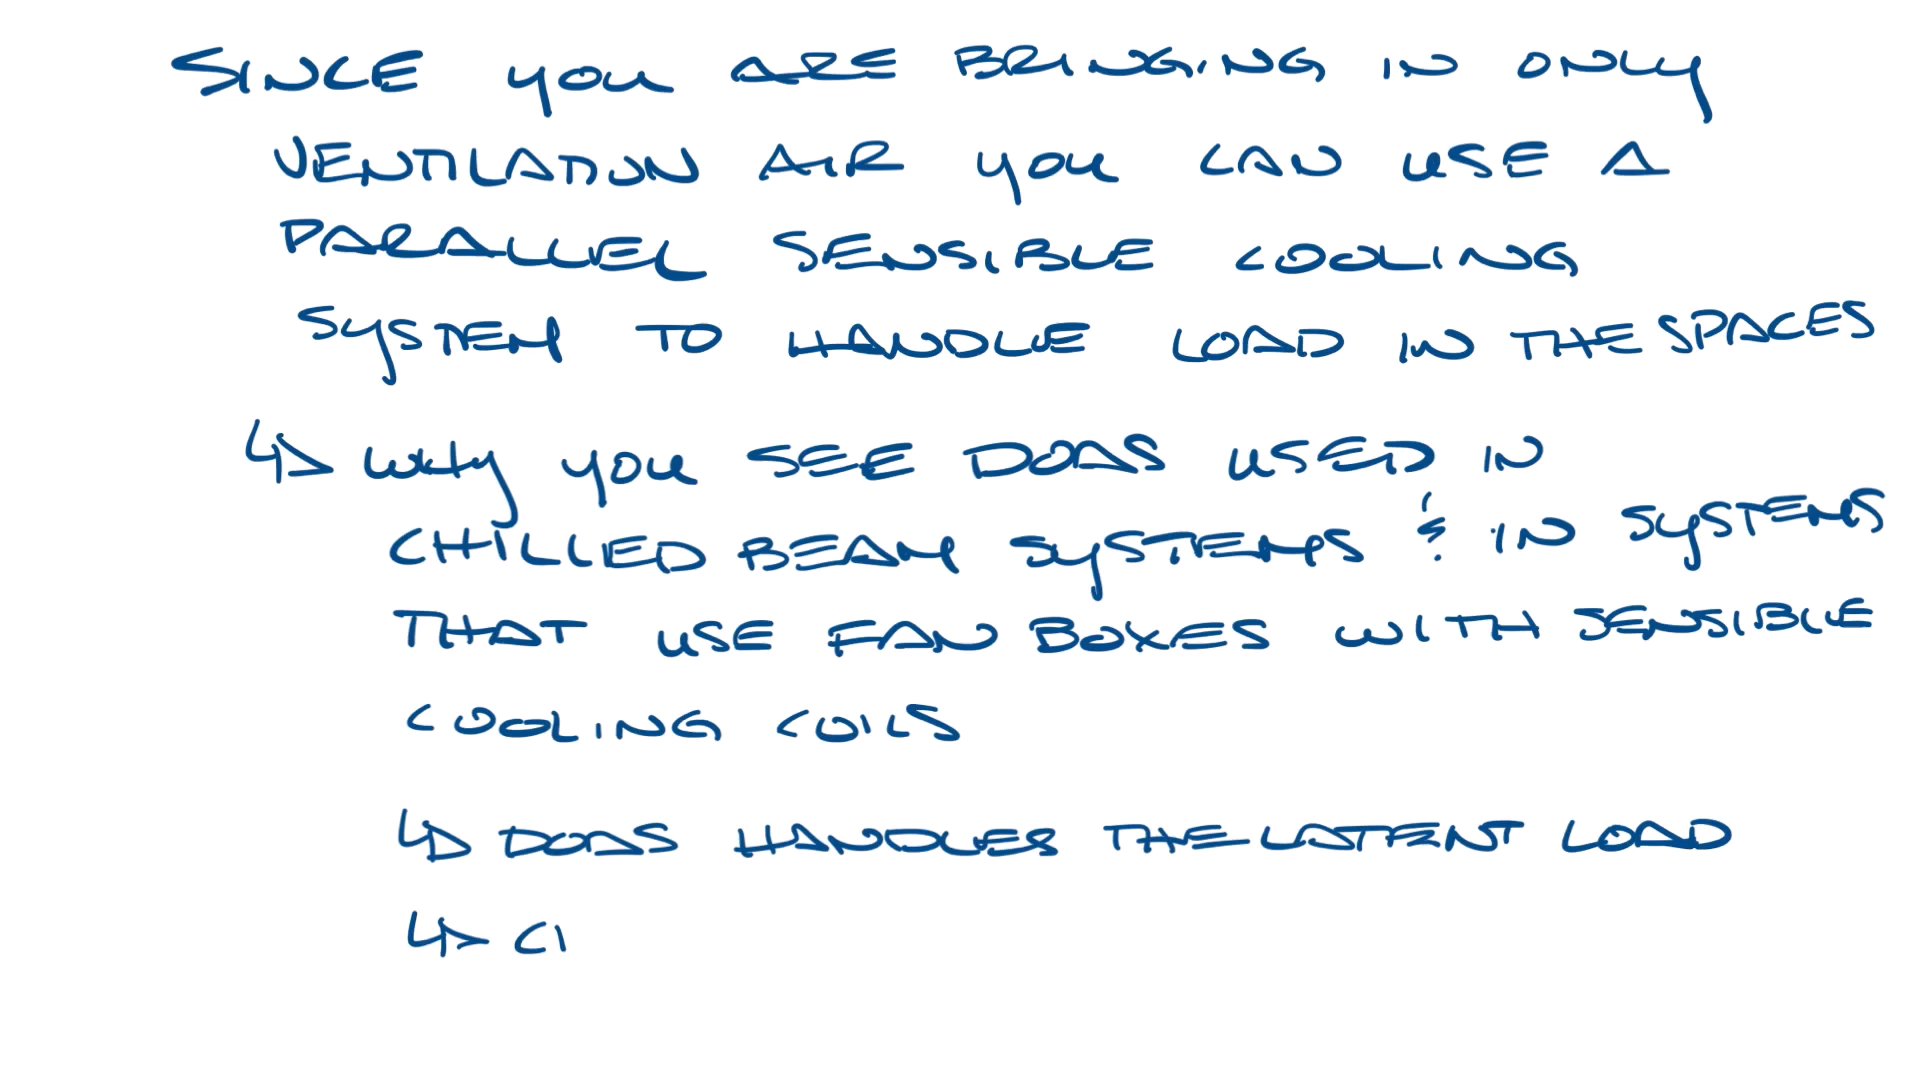 SINCE YOU ARE BRINGING IN ONLY
VENTILATION AIR YOU CAN USE A
PARALLEL SENSIBLE COOLING
SYSTEM TO HANDLE LOAD IN THE SPACES
↳ WHY YOU SEE DOAS USED IN
CHILLED BEAM SYSTEMS & IN SYSTEMS
THAT USE FAN BOXES WITH SENSIBLE
COOLING COILS
↳ DOAS HANDLES THE LATENT LOAD
↳ CI